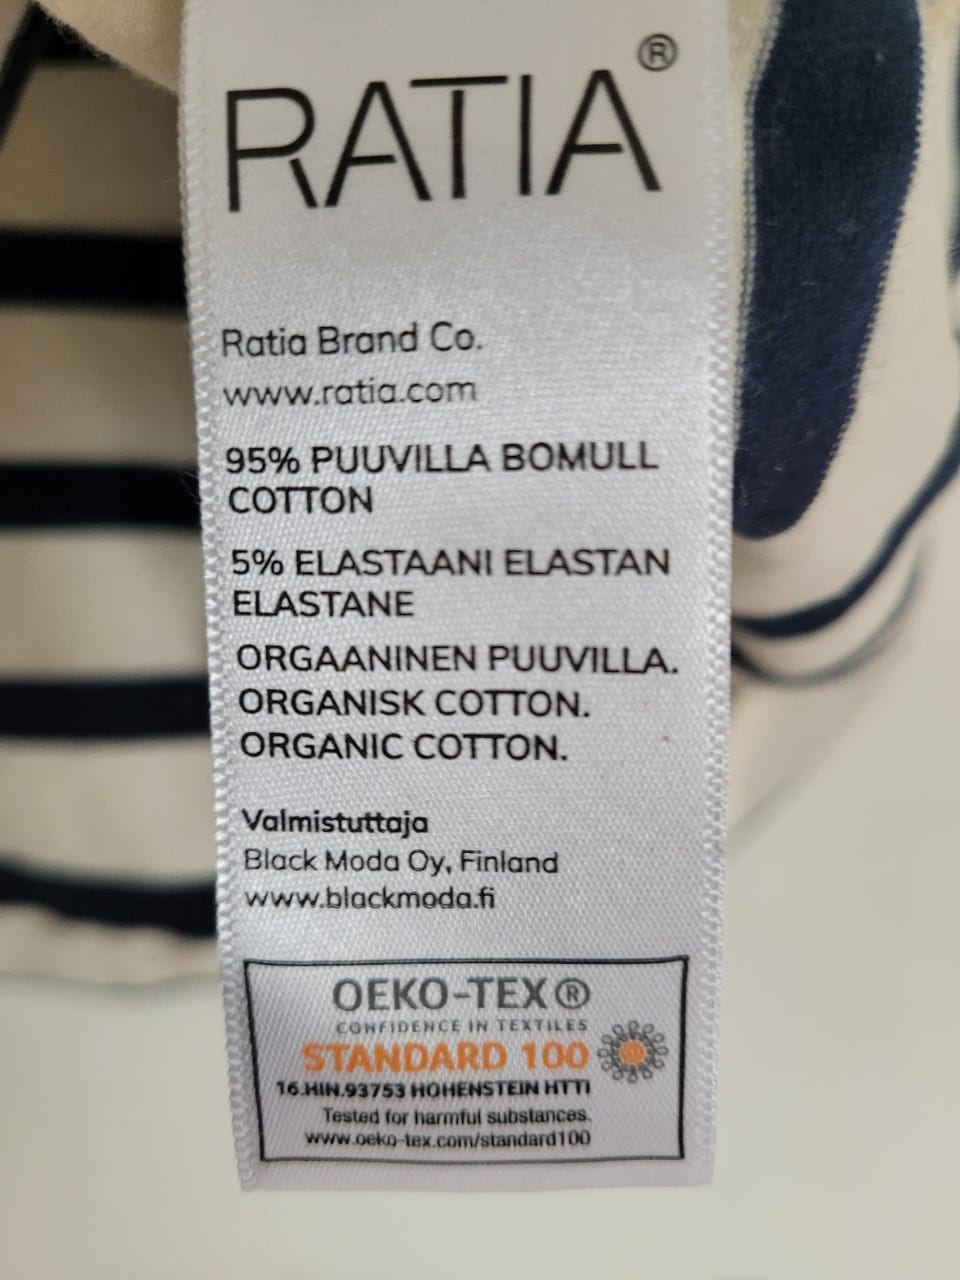 RATIA®
Ratia Brand Co.
www.ratia.com
95% PUUVILLA BOMULL
COTTON
5% ELASTAANI ELASTAN
ELASTANE
ORGAANINEN PUUVILLA.
ORGANISK COTTON.
ORGANIC COTTON.
Valmistuttaja
Black Moda Oy, Finland
www.blackmoda.fi
OEKO-TEX®
CONFIDENCE IN TEXTILES
STANDARD 100
16.HIN.93753 HOHENSTEIN HTTI
Tested for harmful substances.
www.oeko-tex.com/standard100